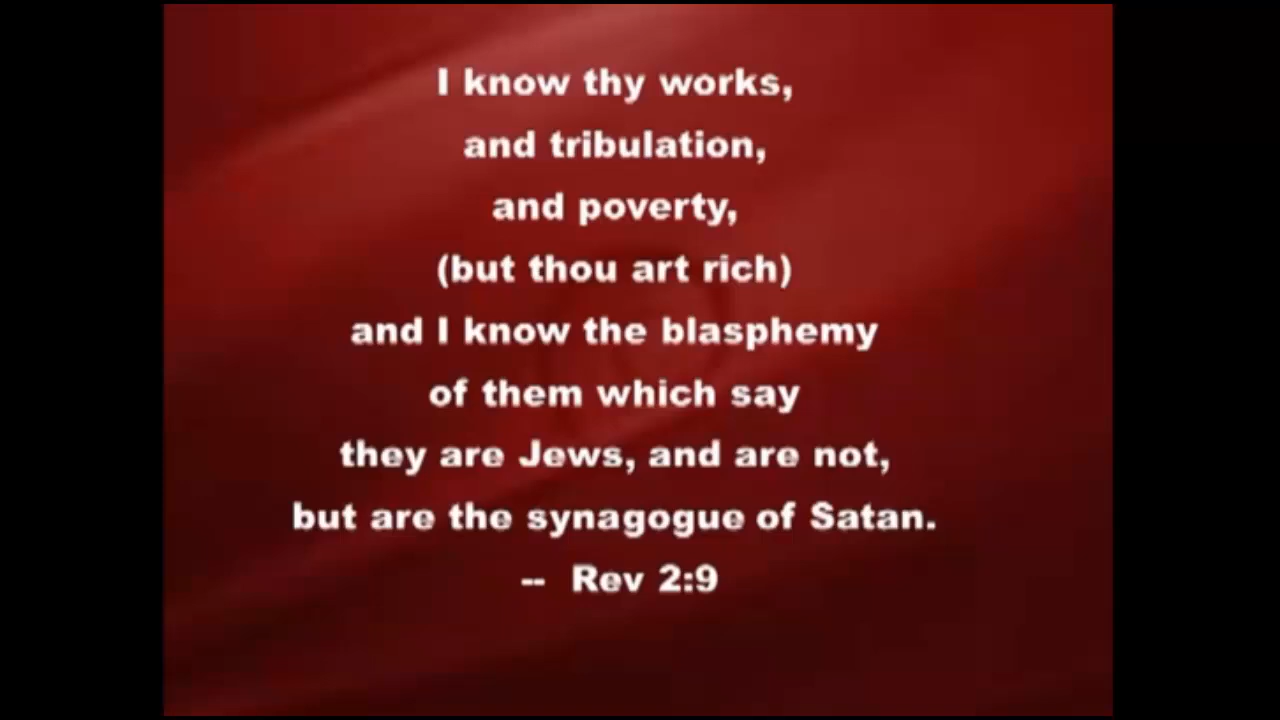 I know thy works,
and tribulation,
and poverty,
(but thou art rich)
and I know the blasphemy
of them which say
they are Jews, and are not,
but are the synagogue of Satan.
-- Rev 2:9